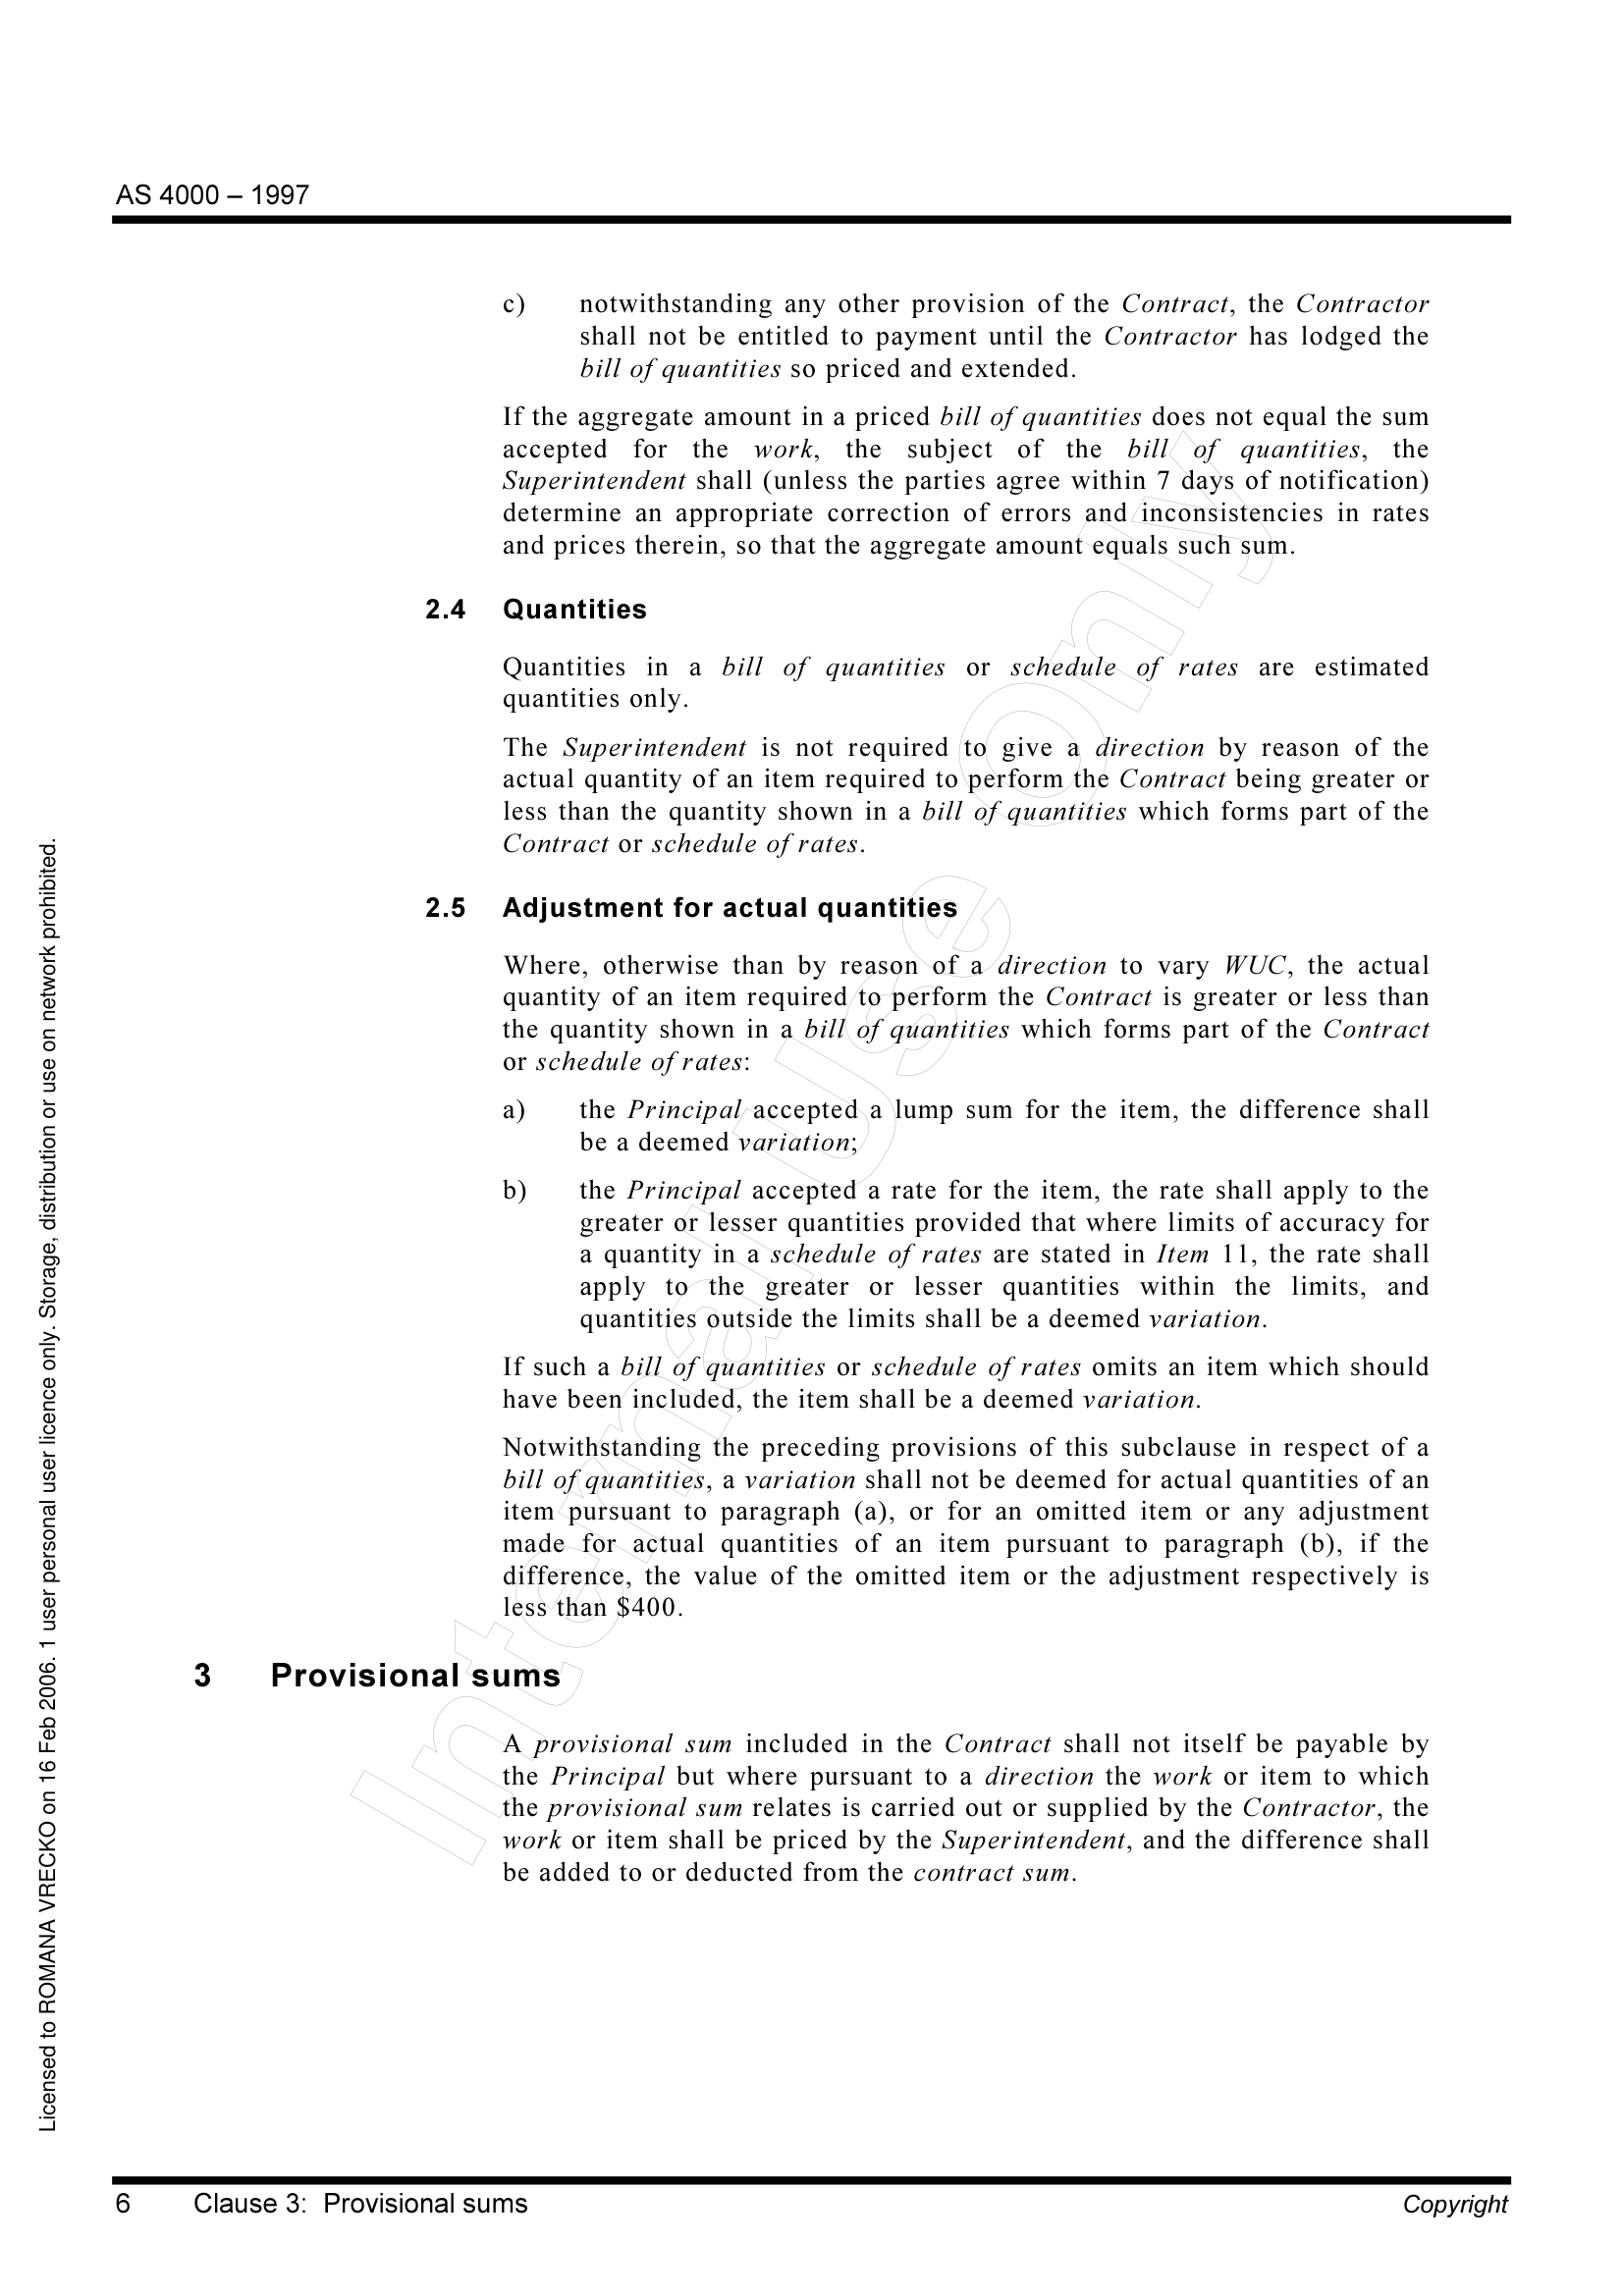 AS 4000 – 1997
c) notwithstanding any other provision of the Contract, the Contractor
shall not be entitled to payment until the Contractor has lodged the
bill of quantities so priced and extended.
If the aggregate amount in a priced bill of quantities does not equal the sum
accepted for the work, the subject of the bill of quantities, the
Superintendent shall (unless the parties agree within 7 days of notification)
determine an appropriate correction of errors and inconsistencies in rates
and prices therein, so that the aggregate amount equals such sum.
2.4 Quantities
Quantities in a bill of quantities or schedule of rates are estimated
quantities only.
The Superintendent is not required to give a direction by reason of the
actual quantity of an item required to perform the Contract being greater or
less than the quantity shown in a bill of quantities which forms part of the
Contract or schedule of rates.
2.5 Adjustment for actual quantities
Where, otherwise than by reason of a direction to vary WUC, the actual
quantity of an item required to perform the Contract is greater or less than
the quantity shown in a bill of quantities which forms part of the Contract
or schedule of rates:
a) the Principal accepted a lump sum for the item, the difference shall
be a deemed variation;
b) the Principal accepted a rate for the item, the rate shall apply to the
greater or lesser quantities provided that where limits of accuracy for
a quantity in a schedule of rates are stated in Item 11, the rate shall
apply to the greater or lesser quantities within the limits, and
quantities outside the limits shall be a deemed variation.
If such a bill of quantities or schedule of rates omits an item which should
have been included, the item shall be a deemed variation.
Notwithstanding the preceding provisions of this subclause in respect of a
bill of quantities, a variation shall not be deemed for actual quantities of an
item pursuant to paragraph (a), or for an omitted item or any adjustment
made for actual quantities of an item pursuant to paragraph (b), if the
difference, the value of the omitted item or the adjustment respectively is
less than $400.
3 Provisional sums
A provisional sum included in the Contract shall not itself be payable by
the Principal but where pursuant to a direction the work or item to which
the provisional sum relates is carried out or supplied by the Contractor, the
work or item shall be priced by the Superintendent, and the difference shall
be added to or deducted from the contract sum.
6 Clause 3: Provisional sums Copyright
Licensed to ROMANA VRECKO on 16 Feb 2006. 1 user personal user licence only. Storage, distribution or use on network prohibited.
Internal Use only